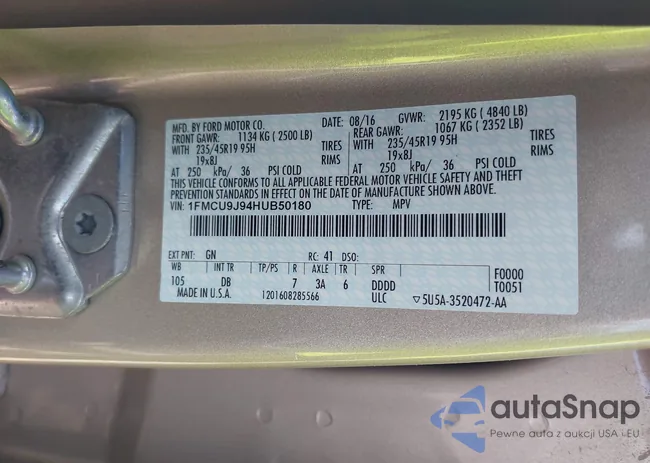 MFD. BY FORD MOTOR CO. 08/16 GVWR: 2195 KG ( 4840 LB)
FRONT GAWR: 1134 KG ( 2500 LB) REAR GAWR: 1067 KG ( 2352 LB)
WITH 235/45R19 95H TIRES WITH 235/45R19 95H TIRES
19x8J RIMS 19x8J RIMS
AT 250 kPa/ 36 PSI COLD AT 250 kPa/ 36 PSI COLD
THIS VEHICLE CONFORMS TO ALL APPLICABLE FEDERAL MOTOR VEHICLE SAFETY AND THEFT
PREVENTION STANDARDS IN EFFECT ON THE DATE OF MANUFACTURE SHOWN ABOVE.
VIN: 1FMCU9J94HUB50180 TYPE: MPV
EXT PNT: GN RC: 41 DSO: F0000
WB INT TR TP/PS R AXLE TR SPR T0051
105 DB 7 3A 6 DDDD
MADE IN U.S.A. 1201608285566 ULC 5U5A-3520472-AA
autaSnap
Pewne auta z aukcji USA i EU